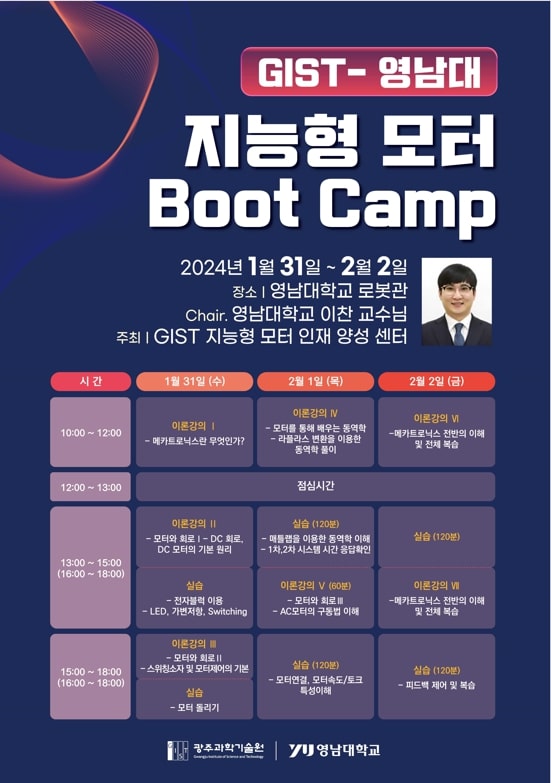 GIST- 영남대
지능형 모터
Boot Camp
2024년 1월 31일 ~ 2월 2일
장소 | 영남대학교 로봇관
Chair. 영남대학교 이찬 교수님
주최 | GIST 지능형 모터 인재 양성 센터
시 간
1월 31일 (수)
2월 1일 (목)
2월 2일 (금)
10:00 ~ 12:00
이론강의 Ⅰ
- 메카트로닉스란 무엇인가?
이론강의 Ⅳ
- 모터를 통해 배우는 동역학
- 라플라스 변환을 이용한
동역학 풀이
이론강의 Ⅵ
-메카트로닉스 전반의 이해
및 전체 복습
12:00 ~ 13:00
점심시간
13:00 ~ 15:00
(16:00 ~ 18:00)
이론강의 Ⅱ
- 모터와 회로Ⅰ- DC 회로,
DC 모터의 기본 원리
실습 (120분)
- 매틀랩을 이용한 동역학 이해
- 1차,2차 시스템 시간 응답확인
실습 (120분)
실습
- 전자블럭 이용
- LED, 가변저항, Switching
이론강의 Ⅴ (60분)
- 모터와 회로Ⅲ
- AC모터의 구동법 이해
이론강의 Ⅶ
-메카트로닉스 전반의 이해
및 전체 복습
15:00 ~ 18:00
(16:00 ~ 18:00)
이론강의 Ⅲ
- 모터와 회로Ⅱ
- 스위칭소자 및 모터제어의 기본
실습
- 모터 돌리기
실습 (120분)
- 모터연결, 모터속도/토크
특성이해
실습 (120분)
- 피드백 제어 및 복습
GIST 광주과학기술원
Gwangju Institute of Science and Technology
YU 영남대학교